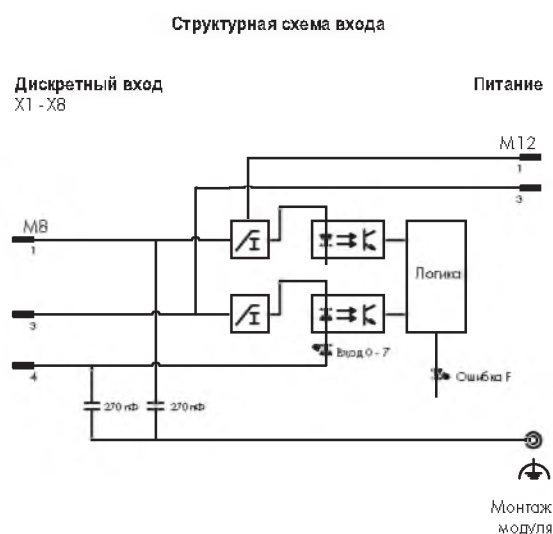 Структурная схема входа
Дискретный вход
X1 - X8
Питание
M12
1
3
M8
1
3
4
Логика
Вход 0 - 7
Ошибка F
270 пФ
270 пФ
Монтаж
модуля